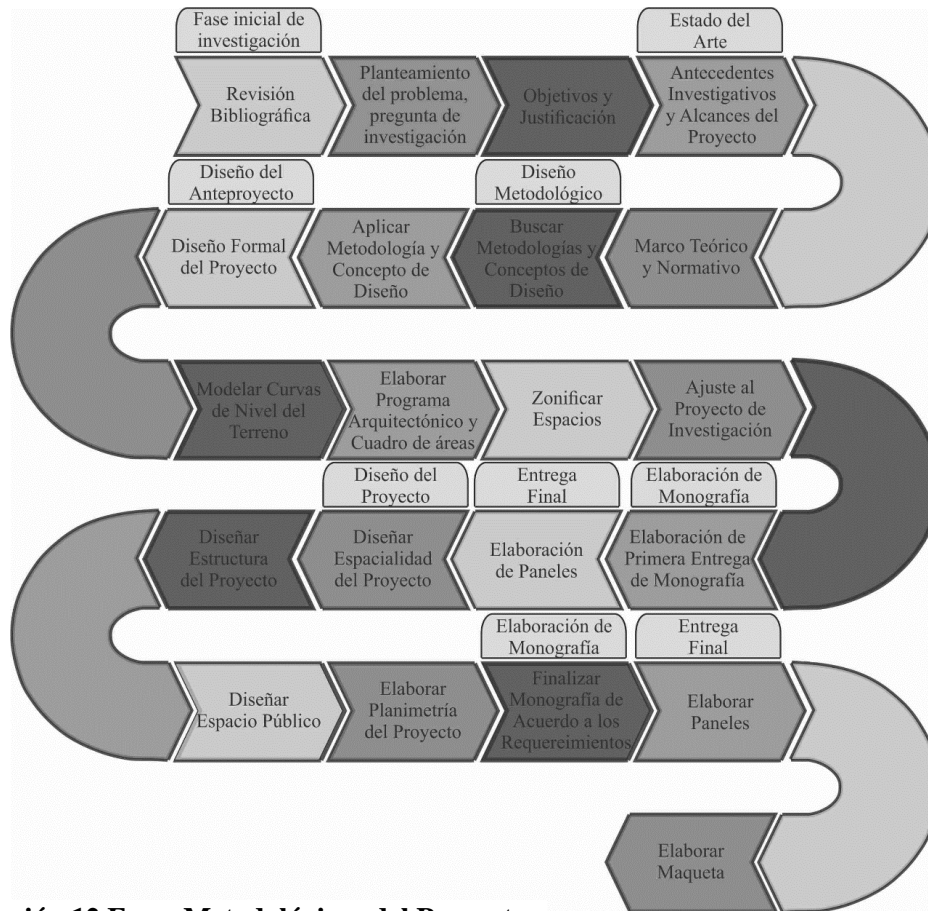 Fase inicial de
investigación
Revisión
Bibliográfica
Planteamiento
del problema,
pregunta de
investigación
Objetivos y
Justificación
Estado del
Arte
Antecedentes
Investigativos
y Alcances del
Proyecto
Marco Teórico
y Normativo
Diseño
Metodológico
Buscar
Metodologías y
Conceptos de
Diseño
Aplicar
Metodología y
Concepto de
Diseño
Diseño del
Anteproyecto
Diseño Formal
del Proyecto
Modelar Curvas
de Nivel del
Terreno
Elaborar
Programa
Arquitectónico y
Cuadro de áreas
Zonificar
Espacios
Ajuste al
Proyecto de
Investigación
Elaboración de
Monografía
Elaboración de
Primera Entrega
de Monografía
Entrega
Final
Elaboración
de Paneles
Diseño del
Proyecto
Diseñar
Espacialidad
del Proyecto
Diseñar
Estructura
del Proyecto
Diseñar
Espacio Público
Elaborar
Planimetría
del Proyecto
Elaboración de
Monografía
Finalizar
Monografía de
Acuerdo a los
Requereimientos
Entrega
Final
Elaborar
Paneles
Elaborar
Maqueta
12 Fases Metodológicas del Proyecto